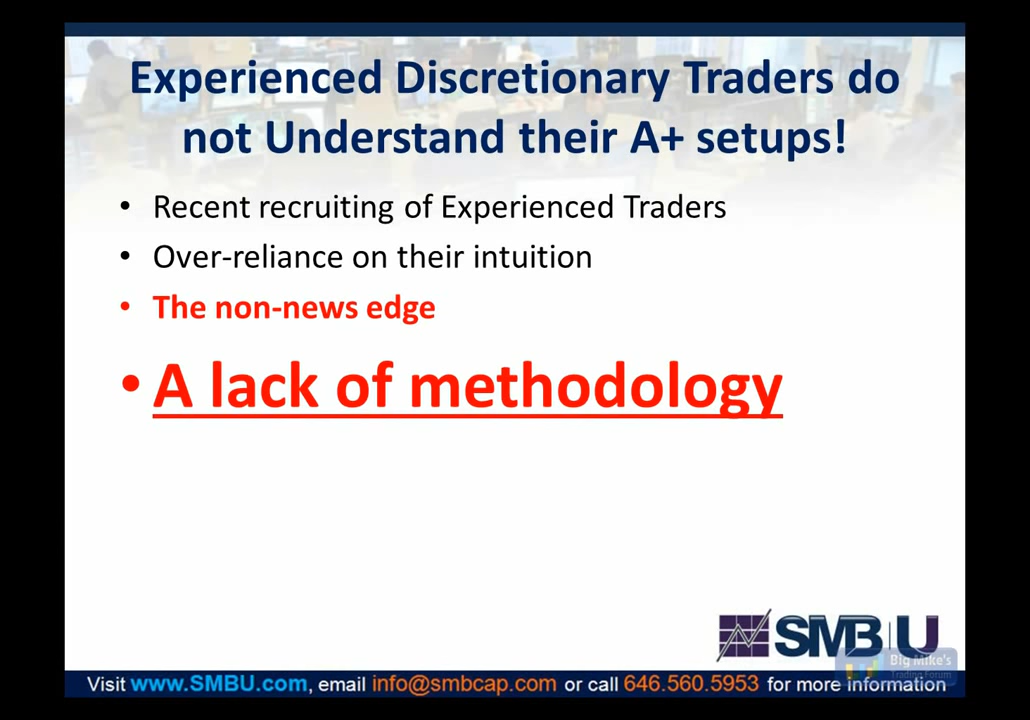 Experienced Discretionary Traders do
not Understand their A+ setups!
• Recent recruiting of Experienced Traders
• Over-reliance on their intuition
• The non-news edge
• A lack of methodology
SMB U
Big Mike's
Trading Forum
Visit www.SMBU.com, email info@smbcap.com or call 646.560.5953 for more information